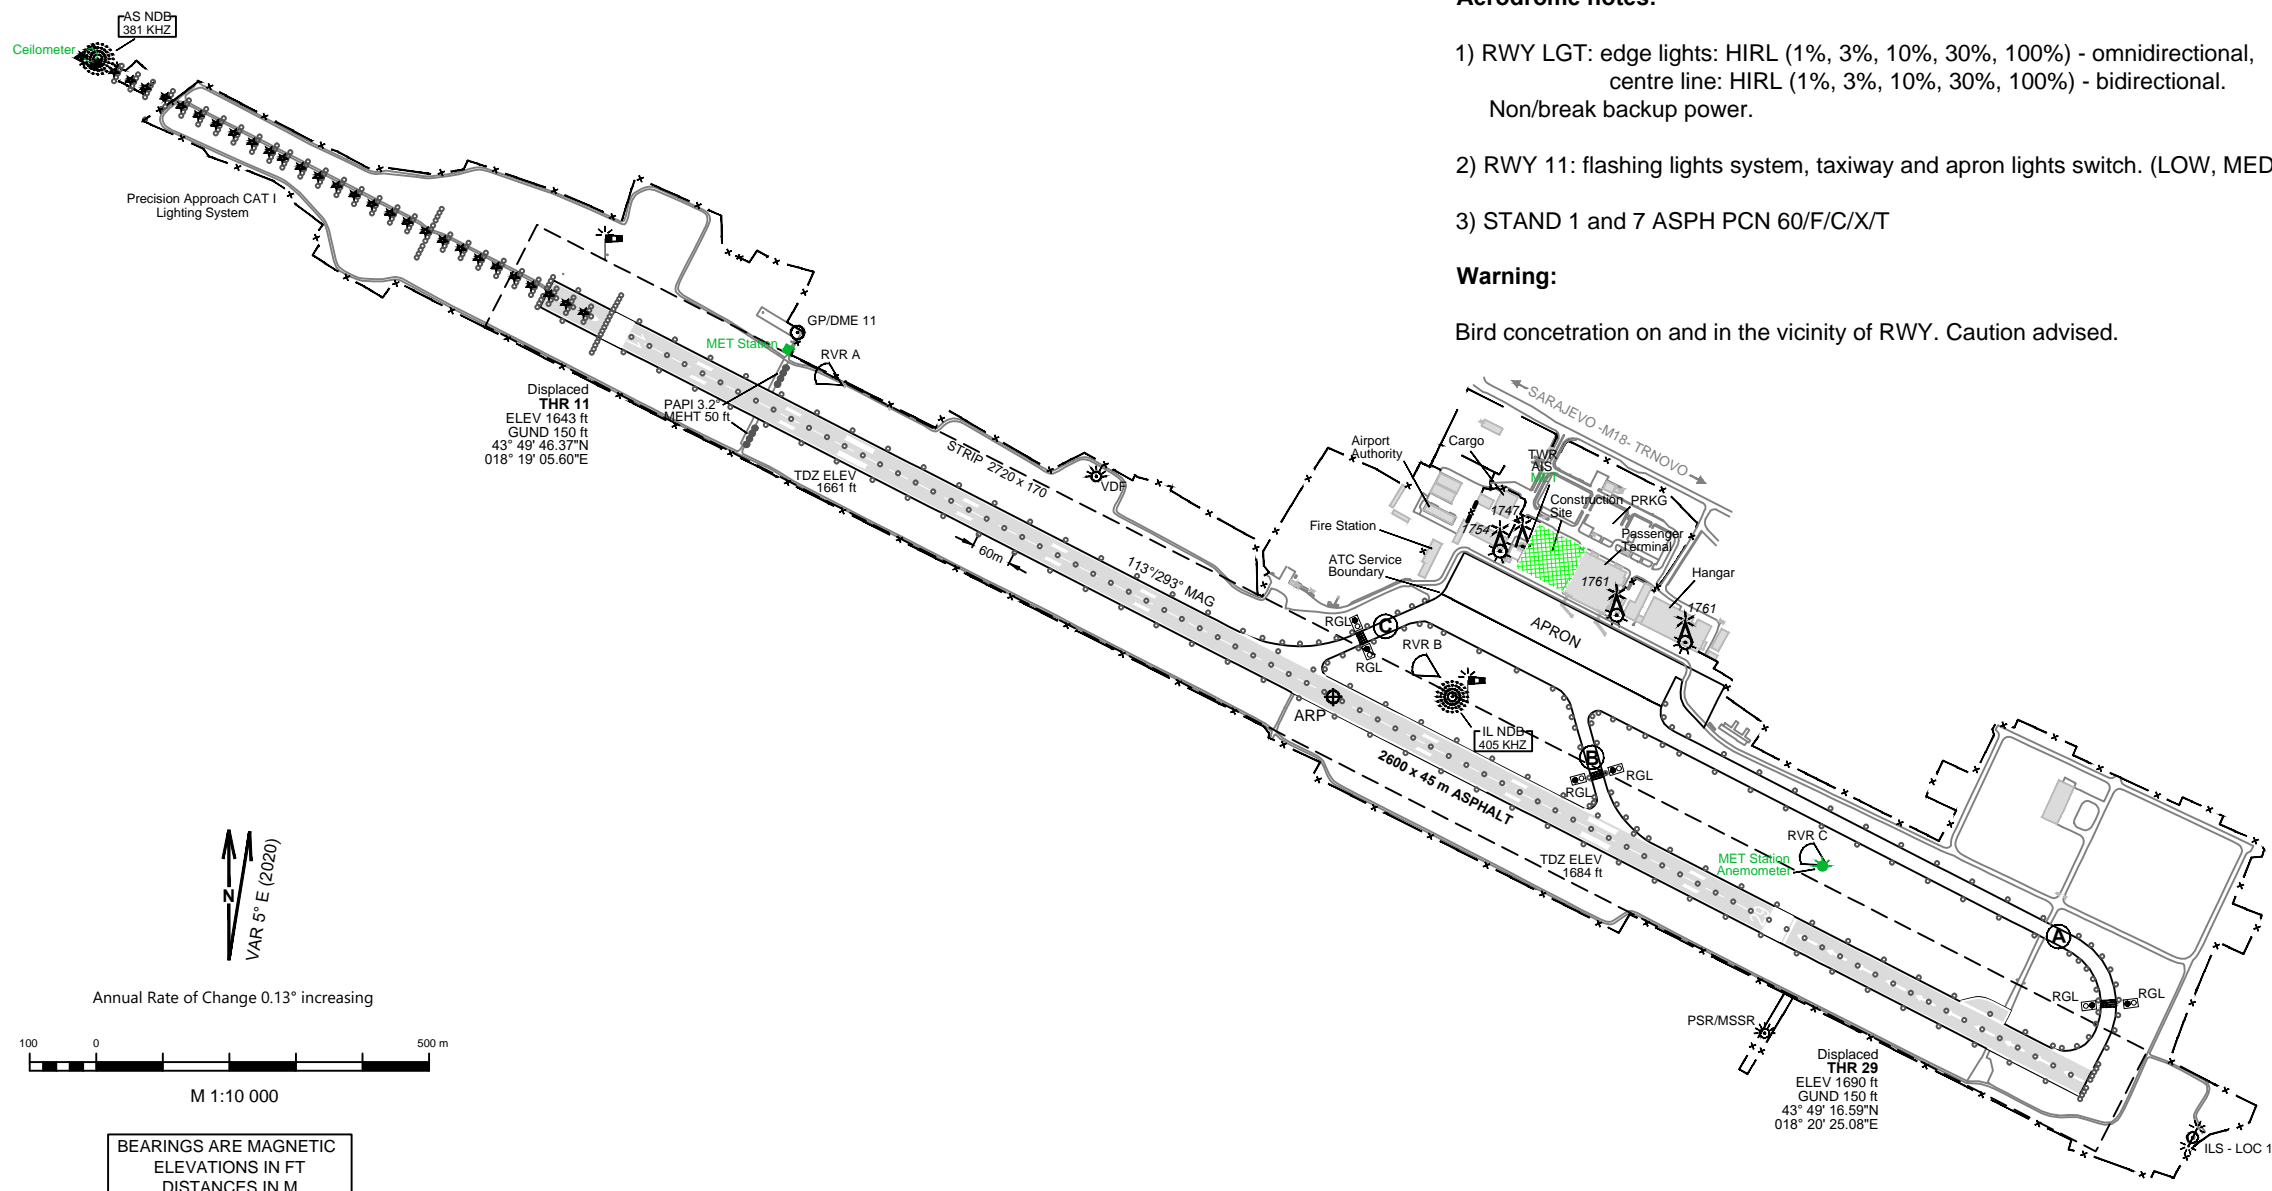 Aerodrome notes:
1) RWY LGT: edge lights: HIRL (1%, 3%, 10%, 30%, 100%) - omnidirectional,
centre line: HIRL (1%, 3%, 10%, 30%, 100%) - bidirectional.
Non/break backup power.
2) RWY 11: flashing lights system, taxiway and apron lights switch. (LOW, MED
3) STAND 1 and 7 ASPH PCN 60/F/C/X/T
Warning:
Bird concetration on and in the vicinity of RWY. Caution advised.
AS NDB
381 KHZ
Ceilometer
Precision Approach CAT I
Lighting System
GP/DME 11
MET Station
RVR A
Displaced
THR 11
ELEV 1643 ft
GUND 150 ft
43° 49' 46.37"N
018° 19' 05.60"E
PAPI 3.2°
MEHT 50 ft
TDZ ELEV
1661 ft
STRIP 2720 x 170
VDF
60m
113°/293° MAG
SARAJEVO -M18- TRNOVO
Airport
Authority
Cargo
TWR
AIS
MET
1747
1754
Construction
Site
PRKG
Passenger
Terminal
Fire Station
ATC Service
Boundary
1761
Hangar
1761
APRON
RGL
C
RGL
RVR B
ARP
IL NDB
405 KHZ
B
RGL
RGL
2600 x 45 m ASPHALT
TDZ ELEV
1684 ft
RVR C
MET Station
Anemometer
A
RGL
RGL
PSR/MSSR
Displaced
THR 29
ELEV 1690 ft
GUND 150 ft
43° 49' 16.59"N
018° 20' 25.08"E
ILS - LOC 1
N
VAR 5° E (2020)
Annual Rate of Change 0.13° increasing
100
0
500 m
M 1:10 000
BEARINGS ARE MAGNETIC
ELEVATIONS IN FT
DISTANCES IN M